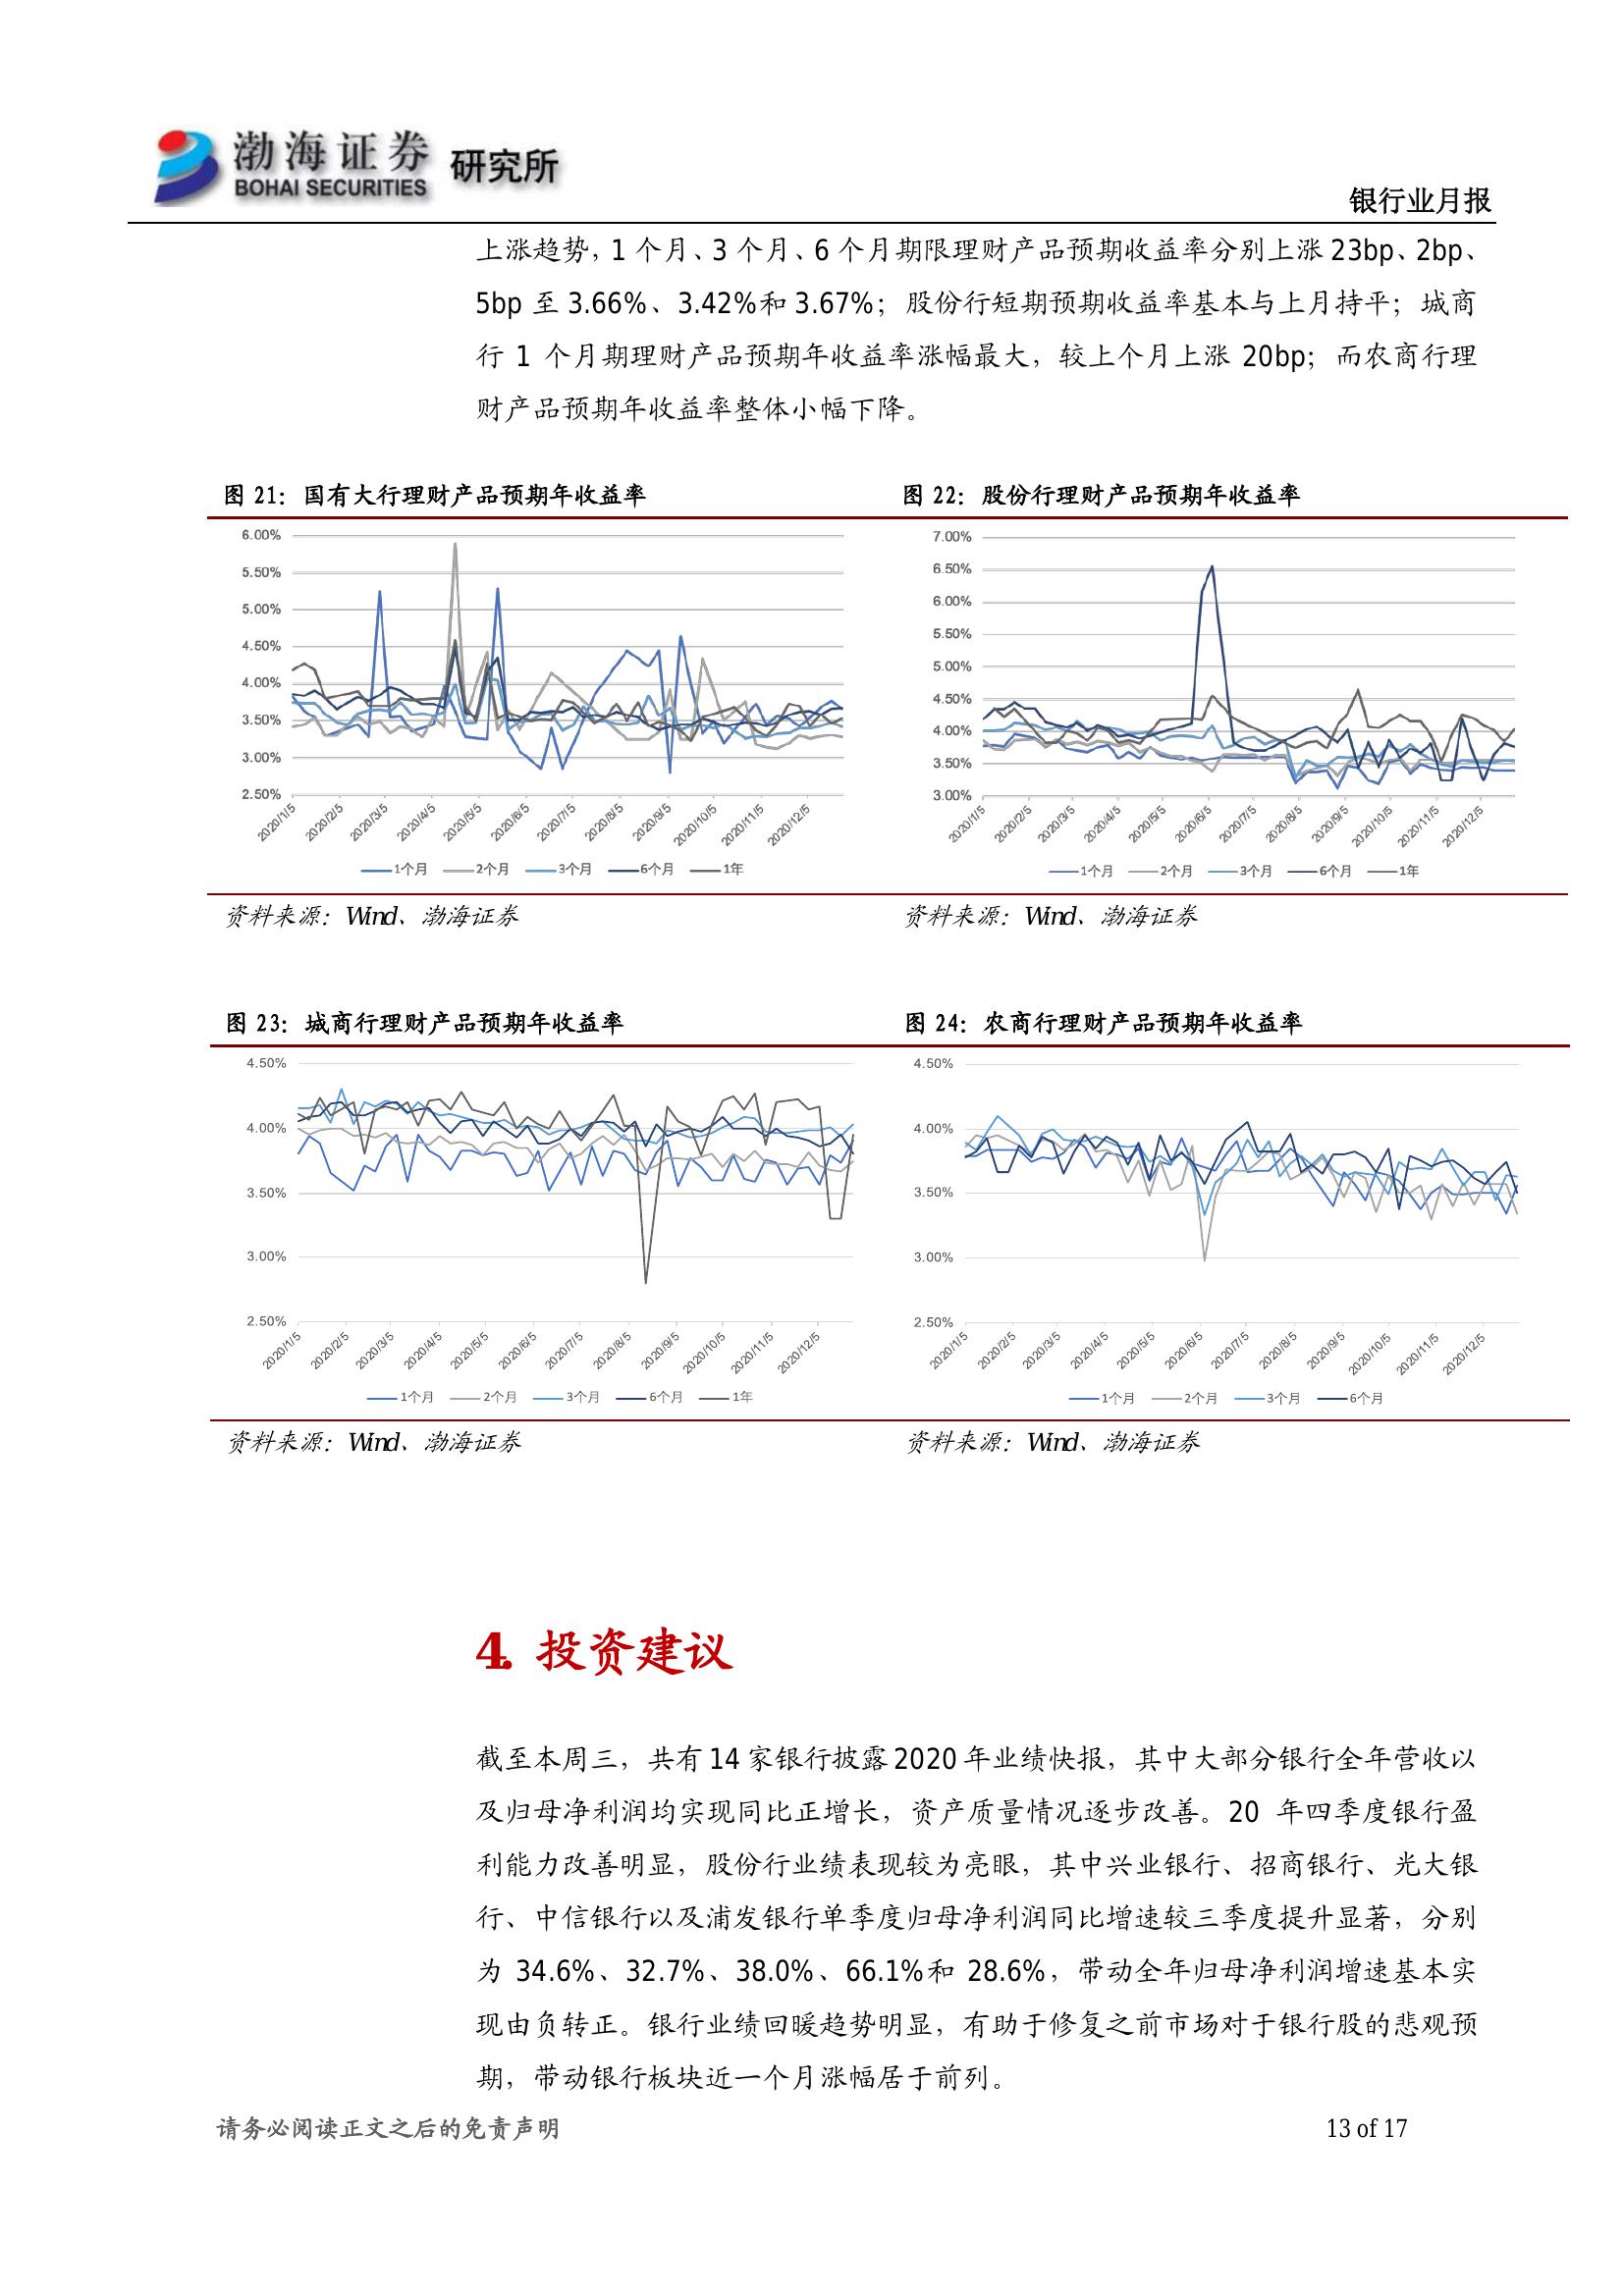 渤海证券
BOHAI SECURITIES
研究所
银行业月报
上涨趋势，1 个月、3 个月、6 个月期限理财产品预期收益率分别上涨 23bp、2bp、
5bp 至 3.66%、3.42%和 3.67%；股份行短期预期收益率基本与上月持平；城商
行 1 个月期理财产品预期年收益率涨幅最大，较上个月上涨 20bp；而农商行理
财产品预期年收益率整体小幅下降。
图 21：国有大行理财产品预期年收益率
6.00%
5.50%
5.00%
4.50%
4.00%
3.50%
3.00%
2.50%
2020/1/5 2020/2/5 2020/3/5 2020/4/5 2020/5/5 2020/6/5 2020/7/5 2020/8/5 2020/9/5 2020/10/5 2020/11/5 2020/12/5
1个月 2个月 3个月 6个月 1年
资料来源：Wind、渤海证券
图 22：股份行理财产品预期年收益率
7.00%
6.50%
6.00%
5.50%
5.00%
4.50%
4.00%
3.50%
3.00%
2020/1/5 2020/2/5 2020/3/5 2020/4/5 2020/5/5 2020/6/5 2020/7/5 2020/8/5 2020/9/5 2020/10/5 2020/11/5 2020/12/5
1个月 2个月 3个月 6个月 1年
资料来源：Wind、渤海证券
图 23：城商行理财产品预期年收益率
4.50%
4.00%
3.50%
3.00%
2.50%
2020/1/5 2020/2/5 2020/3/5 2020/4/5 2020/5/5 2020/6/5 2020/7/5 2020/8/5 2020/9/5 2020/10/5 2020/11/5 2020/12/5
1个月 2个月 3个月 6个月 1年
资料来源：Wind、渤海证券
图 24：农商行理财产品预期年收益率
4.50%
4.00%
3.50%
3.00%
2.50%
2020/1/5 2020/2/5 2020/3/5 2020/4/5 2020/5/5 2020/6/5 2020/7/5 2020/8/5 2020/9/5 2020/10/5 2020/11/5 2020/12/5
1个月 2个月 3个月 6个月
资料来源：Wind、渤海证券
4. 投资建议
截至本周三，共有 14 家银行披露 2020 年业绩快报，其中大部分银行全年营收以
及归母净利润均实现同比正增长，资产质量情况逐步改善。20 年四季度银行盈
利能力改善明显，股份行业绩表现较为亮眼，其中兴业银行、招商银行、光大银
行、中信银行以及浦发银行单季度归母净利润同比增速较三季度提升显著，分别
为 34.6%、32.7%、38.0%、66.1%和 28.6%，带动全年归母净利润增速基本实
现由负转正。银行业绩回暖趋势明显，有助于修复之前市场对于银行股的悲观预
期，带动银行板块近一个月涨幅居于前列。
请务必阅读正文之后的免责声明
13 of 17